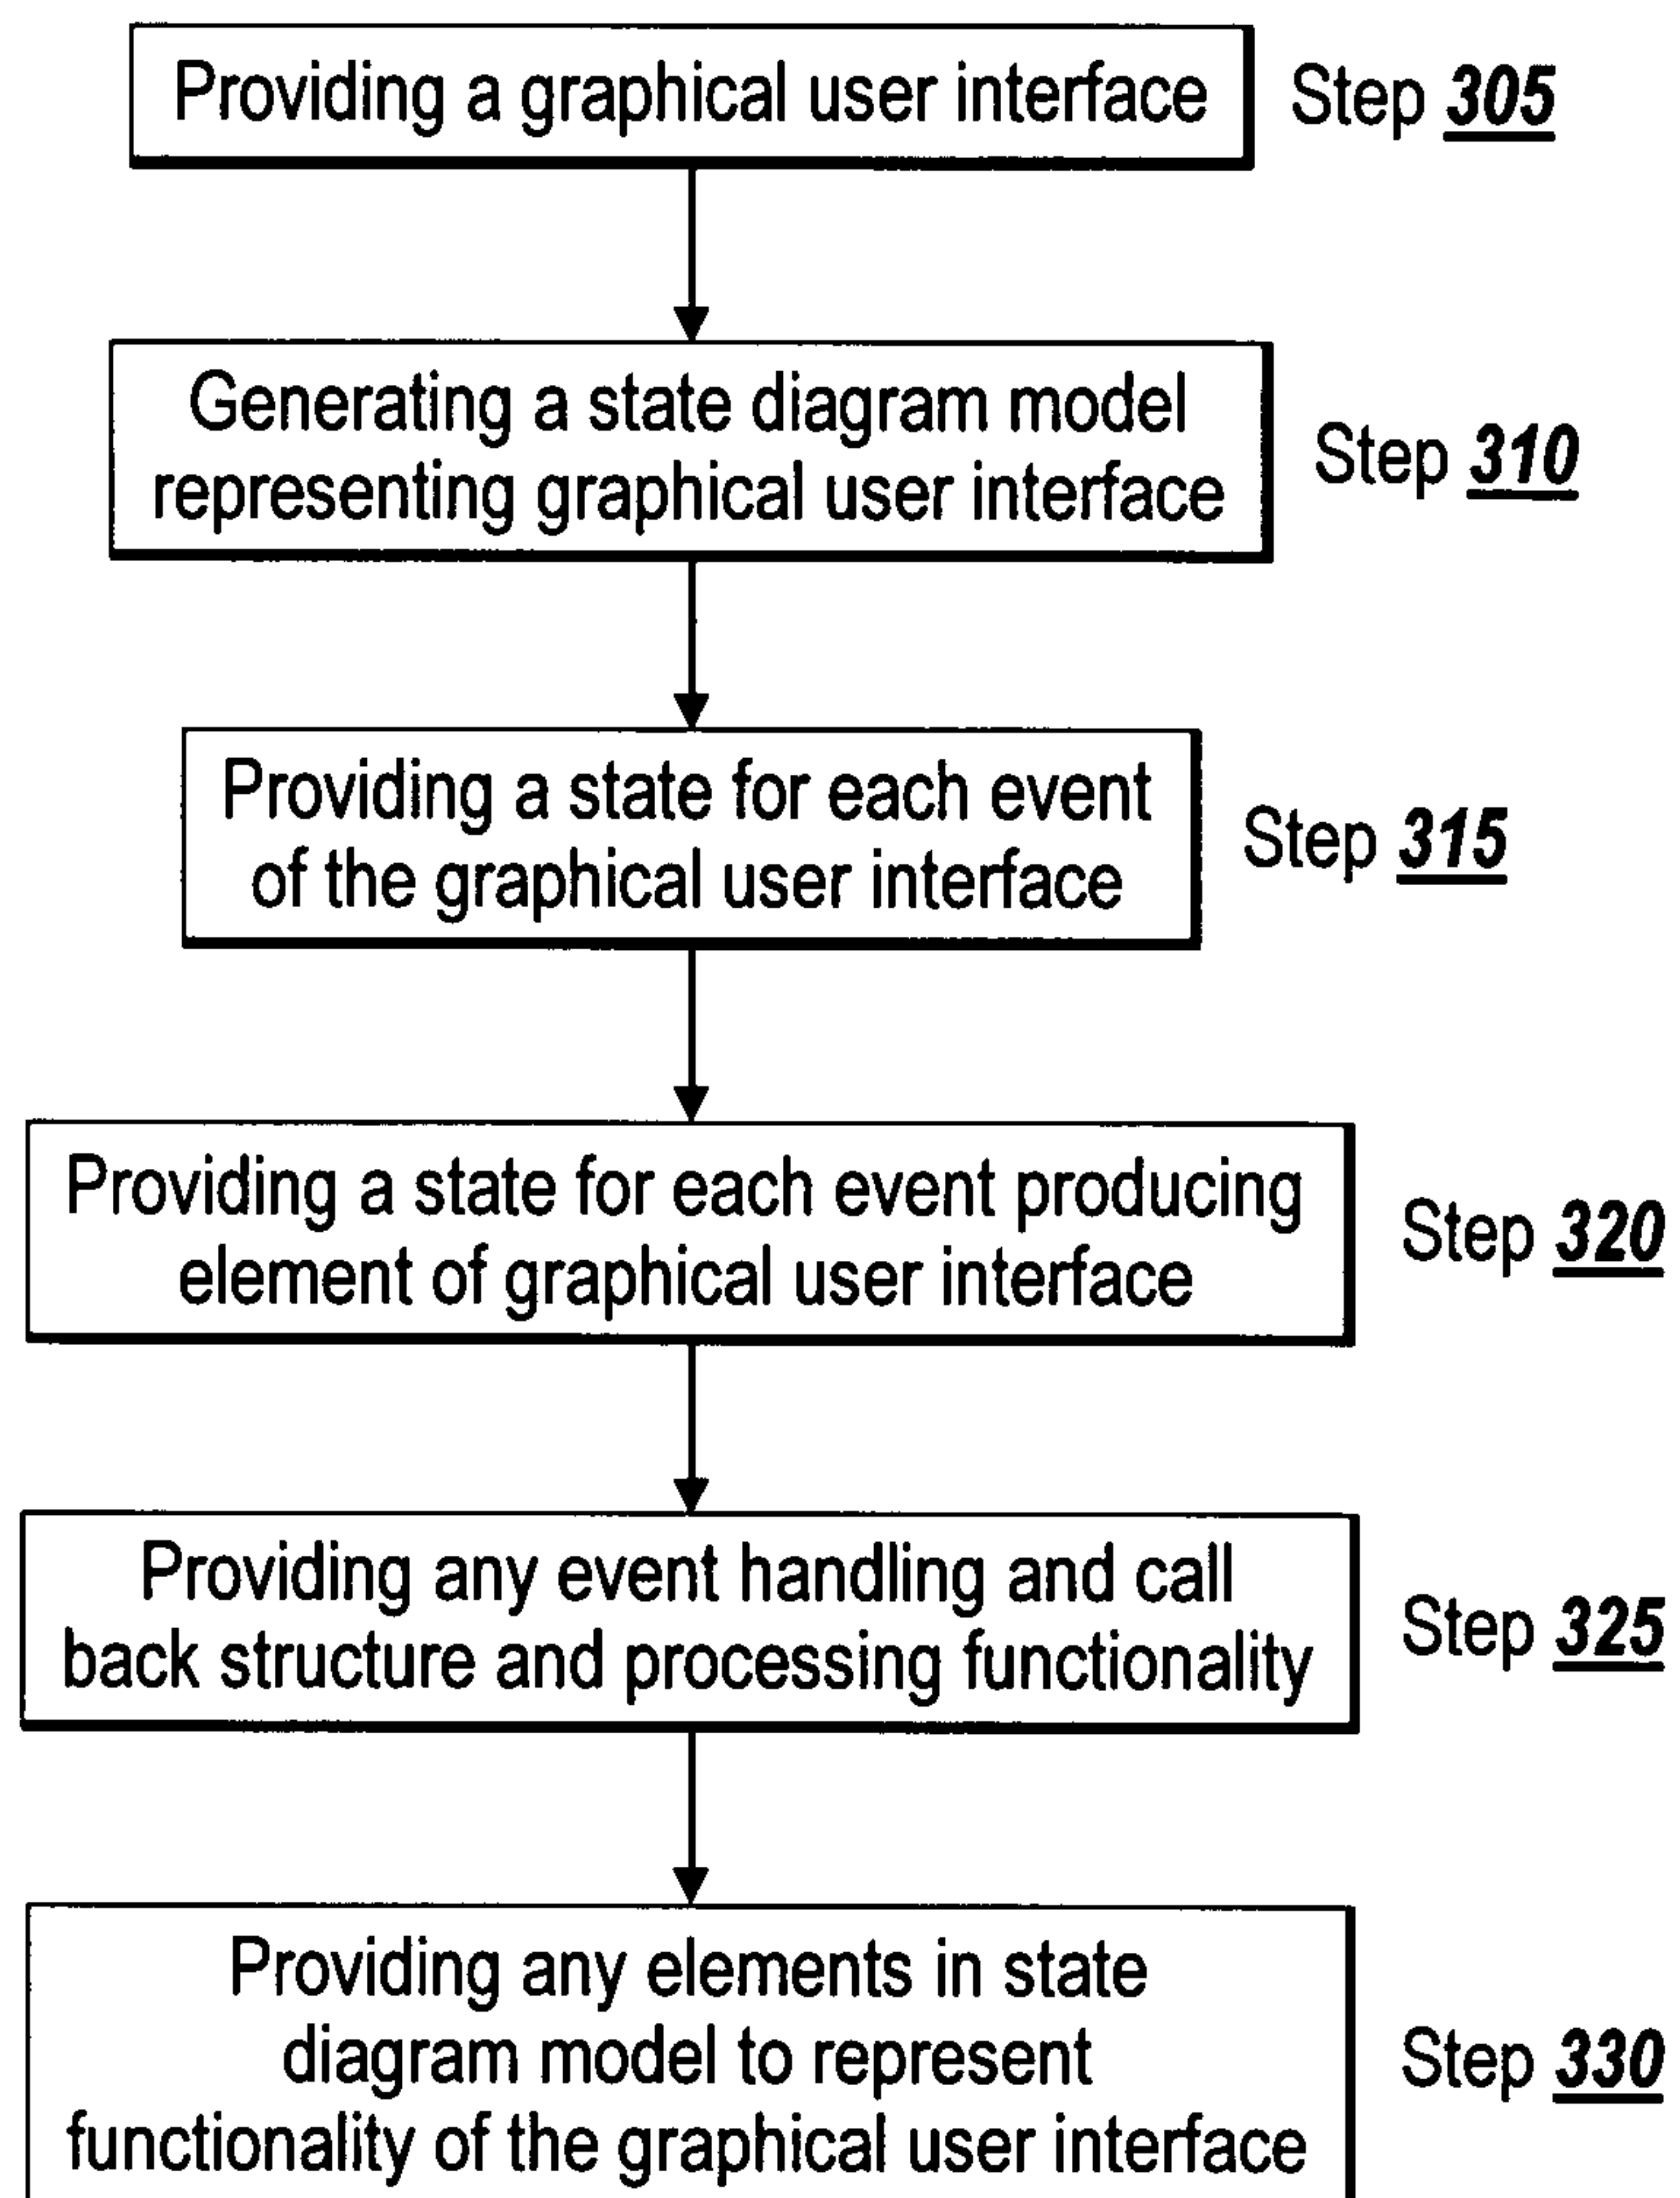 Providing a graphical user interface
Step 305
Generating a state diagram model
representing graphical user interface
Step 310
Providing a state for each event
of the graphical user interface
Step 315
Providing a state for each event producing
element of graphical user interface
Step 320
Providing any event handling and call
back structure and processing functionality
Step 325
Providing any elements in state
diagram model to represent
functionality of the graphical user interface
Step 330